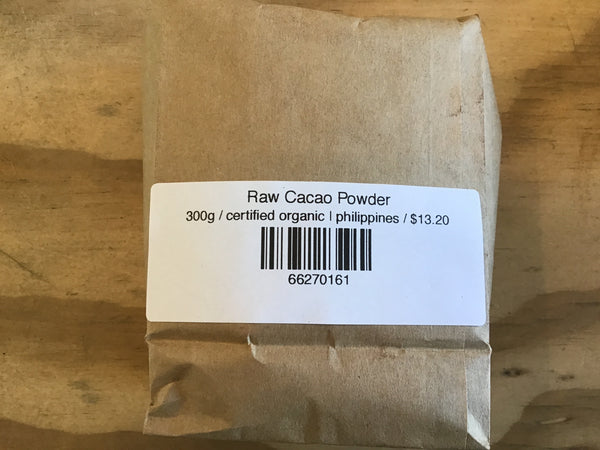 Raw Cacao Powder
300g / certified organic | philippines / $13.20
66270161